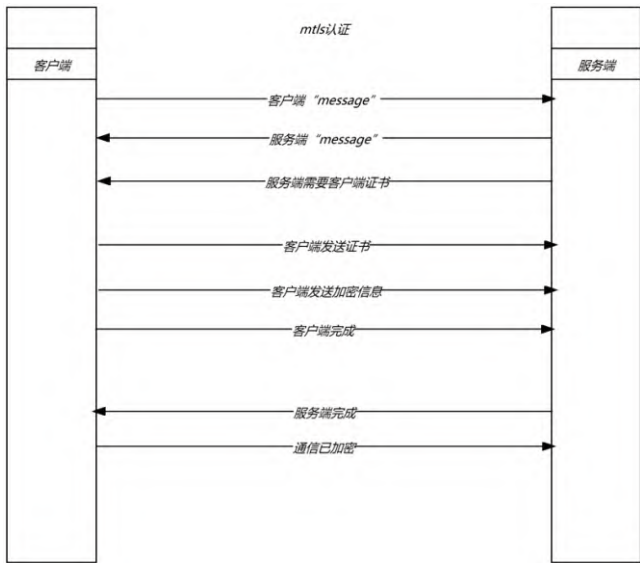 mtls认证
客户端
服务端
客户端“message”
服务端“message”
服务端需要客户端证书
客户端发送证书
客户端发送加密信息
客户端完成
服务端完成
通信已加密